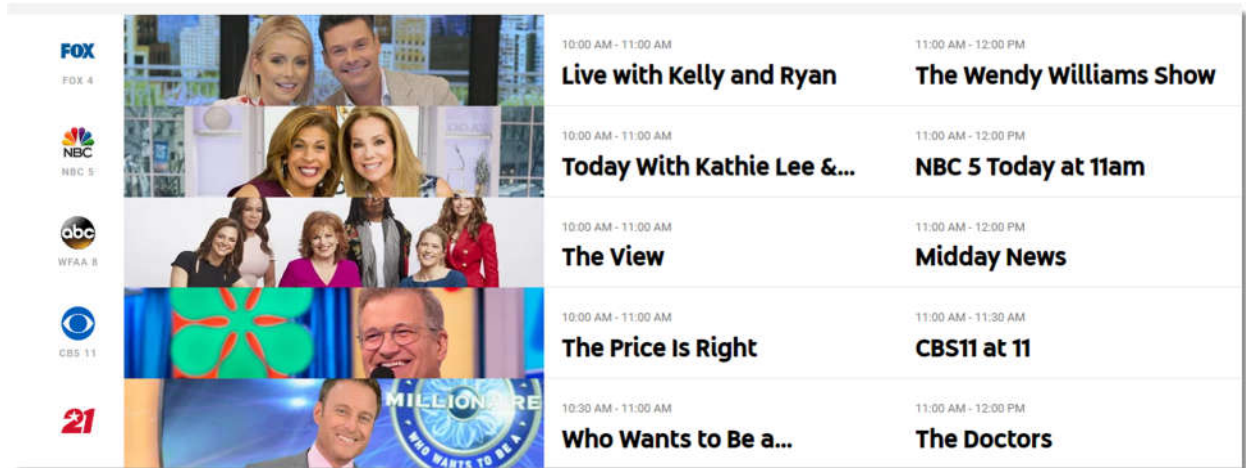 FOX
FOX 4
10:00 AM - 11:00 AM
Live with Kelly and Ryan
11:00 AM - 12:00 PM
The Wendy Williams Show
NBC
NBC 5
10:00 AM - 11:00 AM
Today With Kathie Lee &...
11:00 AM - 12:00 PM
NBC 5 Today at 11am
abc
WFAA 8
10:00 AM - 11:00 AM
The View
11:00 AM - 12:00 PM
Midday News
CBS 11
10:00 AM - 11:00 AM
The Price Is Right
11:00 AM - 11:30 AM
CBS11 at 11
21
MILLIONAIRE
WHO WANTS TO BE A
10:30 AM - 11:00 AM
Who Wants to Be a...
11:00 AM - 12:00 PM
The Doctors